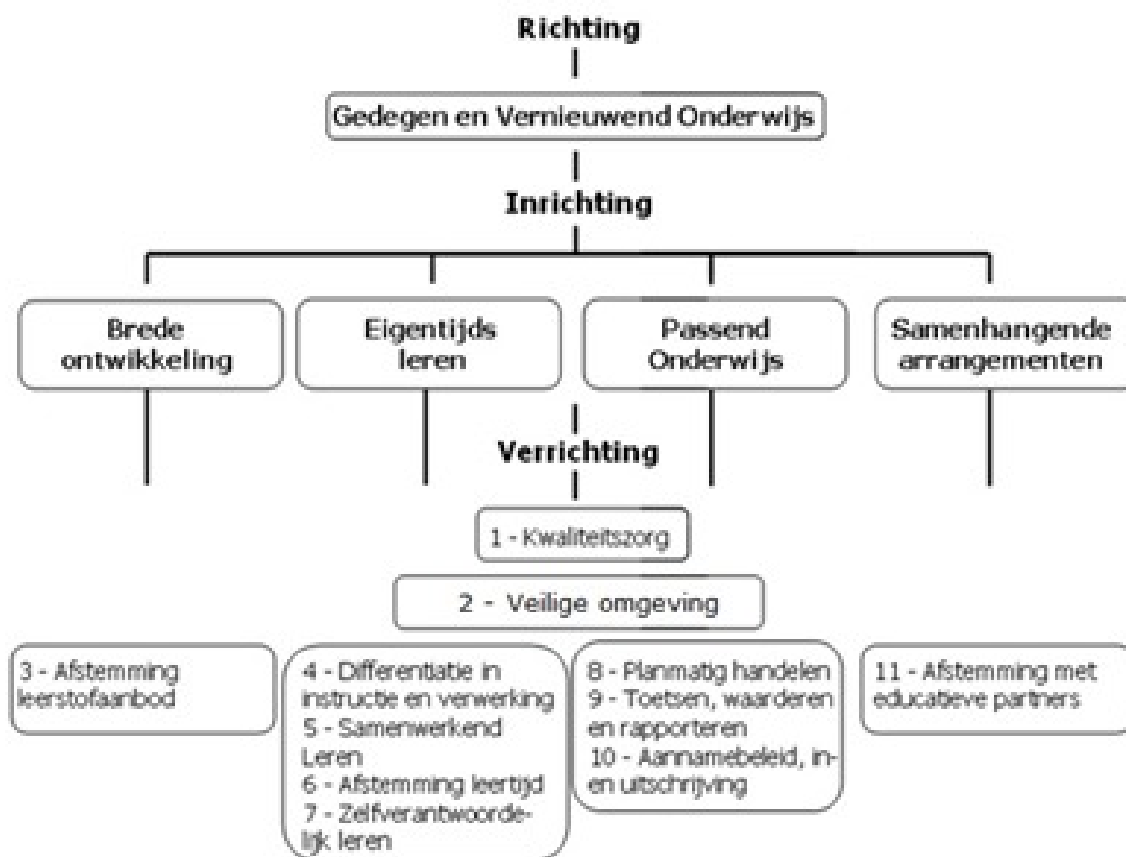 Richting
Gedegen en Vernieuwend Onderwijs
Inrichting
Brede
ontwikkeling
Eigentijds
leren
Passend
Onderwijs
Samenhangende
arrangementen
Verrichting
1 - Kwaliteitszorg
2 - Veilige omgeving
3 - Afstemming
leerstofaanbod
4 - Differentiatie in
instructie en verwerking
5 - Samenwerkend
Leren
6 - Afstemming leertijd
7 - Zelfverantwoorde-
lijk leren
8 - Planmatig handelen
9 - Toetsen, waarderen
en rapporteren
10 - Aannamebeleid, in-
en uitschrijving
11 - Afstemming met
educatieve partners